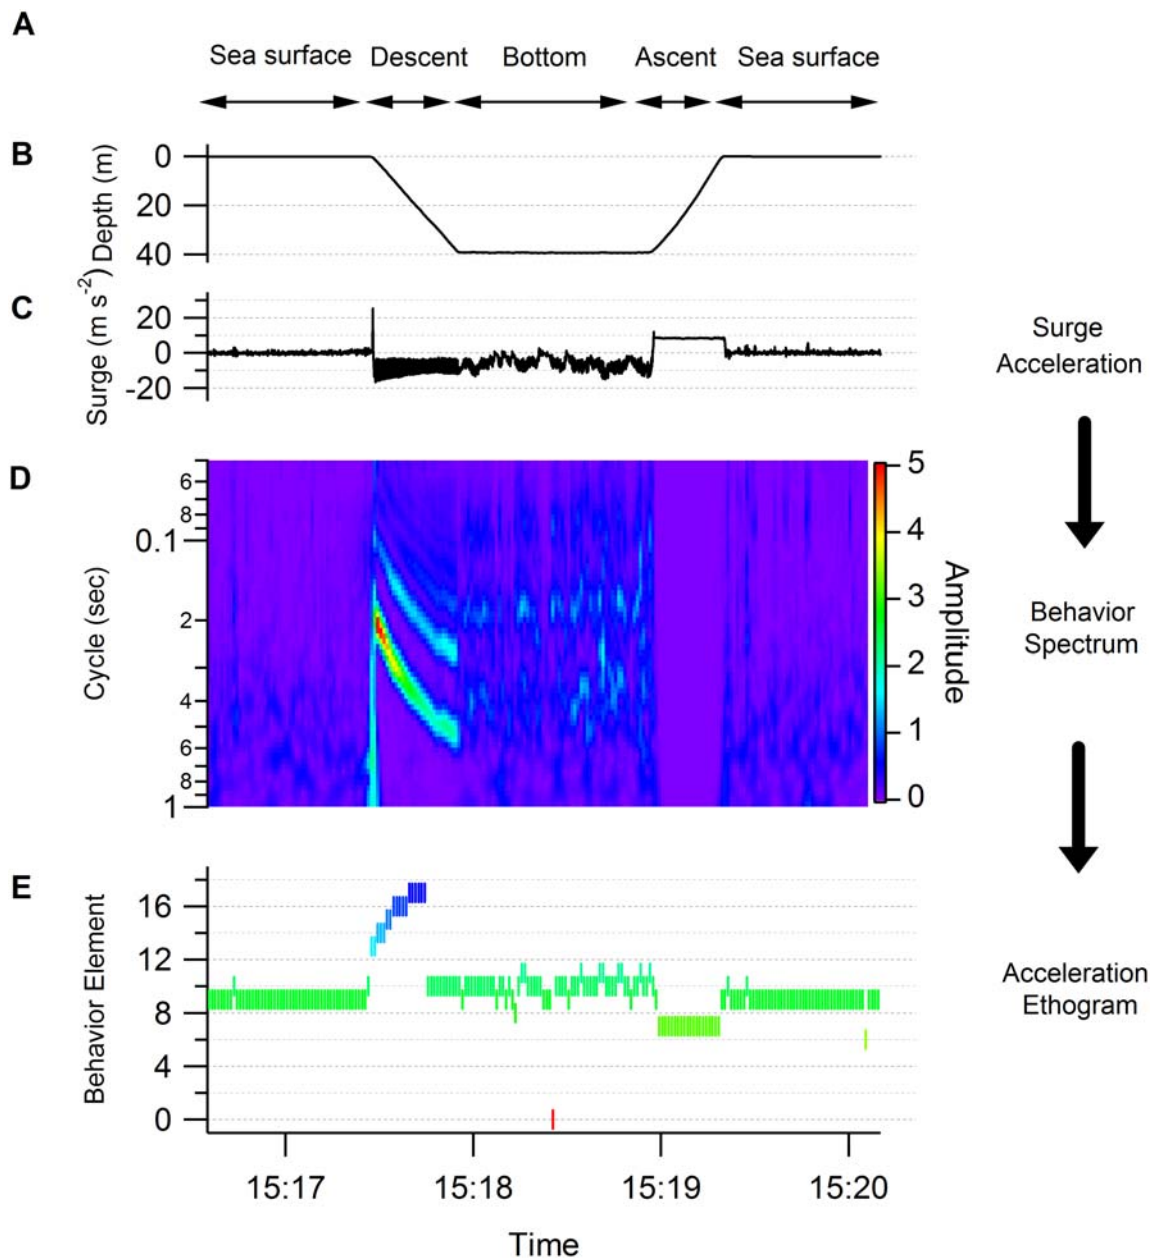 A
Sea surface Descent Bottom Ascent Sea surface
B
Depth (m)
0
20
40
C
Surge (m s-2)
20
0
-20
Surge
Acceleration
D
Cycle (sec)
6
8
0.1
2
4
6
8
1
5
4
3
2
1
0
Amplitude
Behavior
Spectrum
E
Behavior Element
16
12
8
4
0
Acceleration
Ethogram
15:17 15:18 15:19 15:20
Time